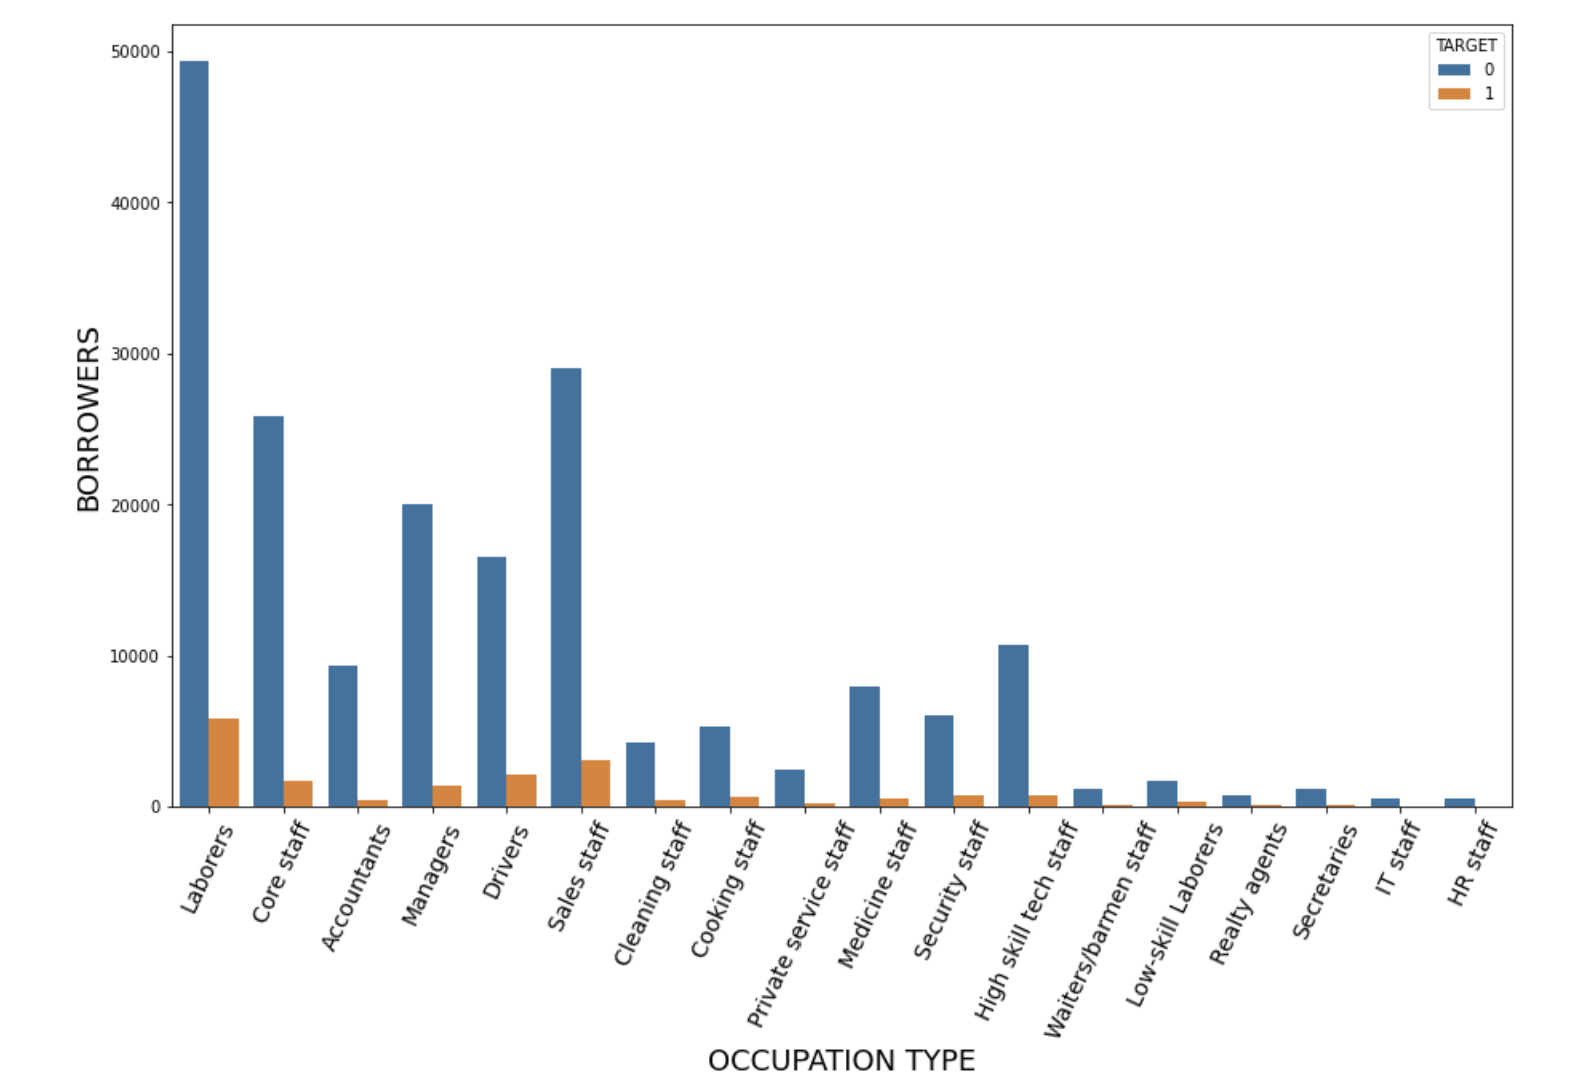 TARGET
0
1
50000
40000
30000
20000
10000
0
BORROWERS
Laborers
Core staff
Accountants
Managers
Drivers
Sales staff
Cleaning staff
Cooking staff
Private service staff
Medicine staff
Security staff
High skill tech staff
Waiters/barmen staff
Low-skill Laborers
Realty agents
Secretaries
IT staff
HR staff
OCCUPATION TYPE